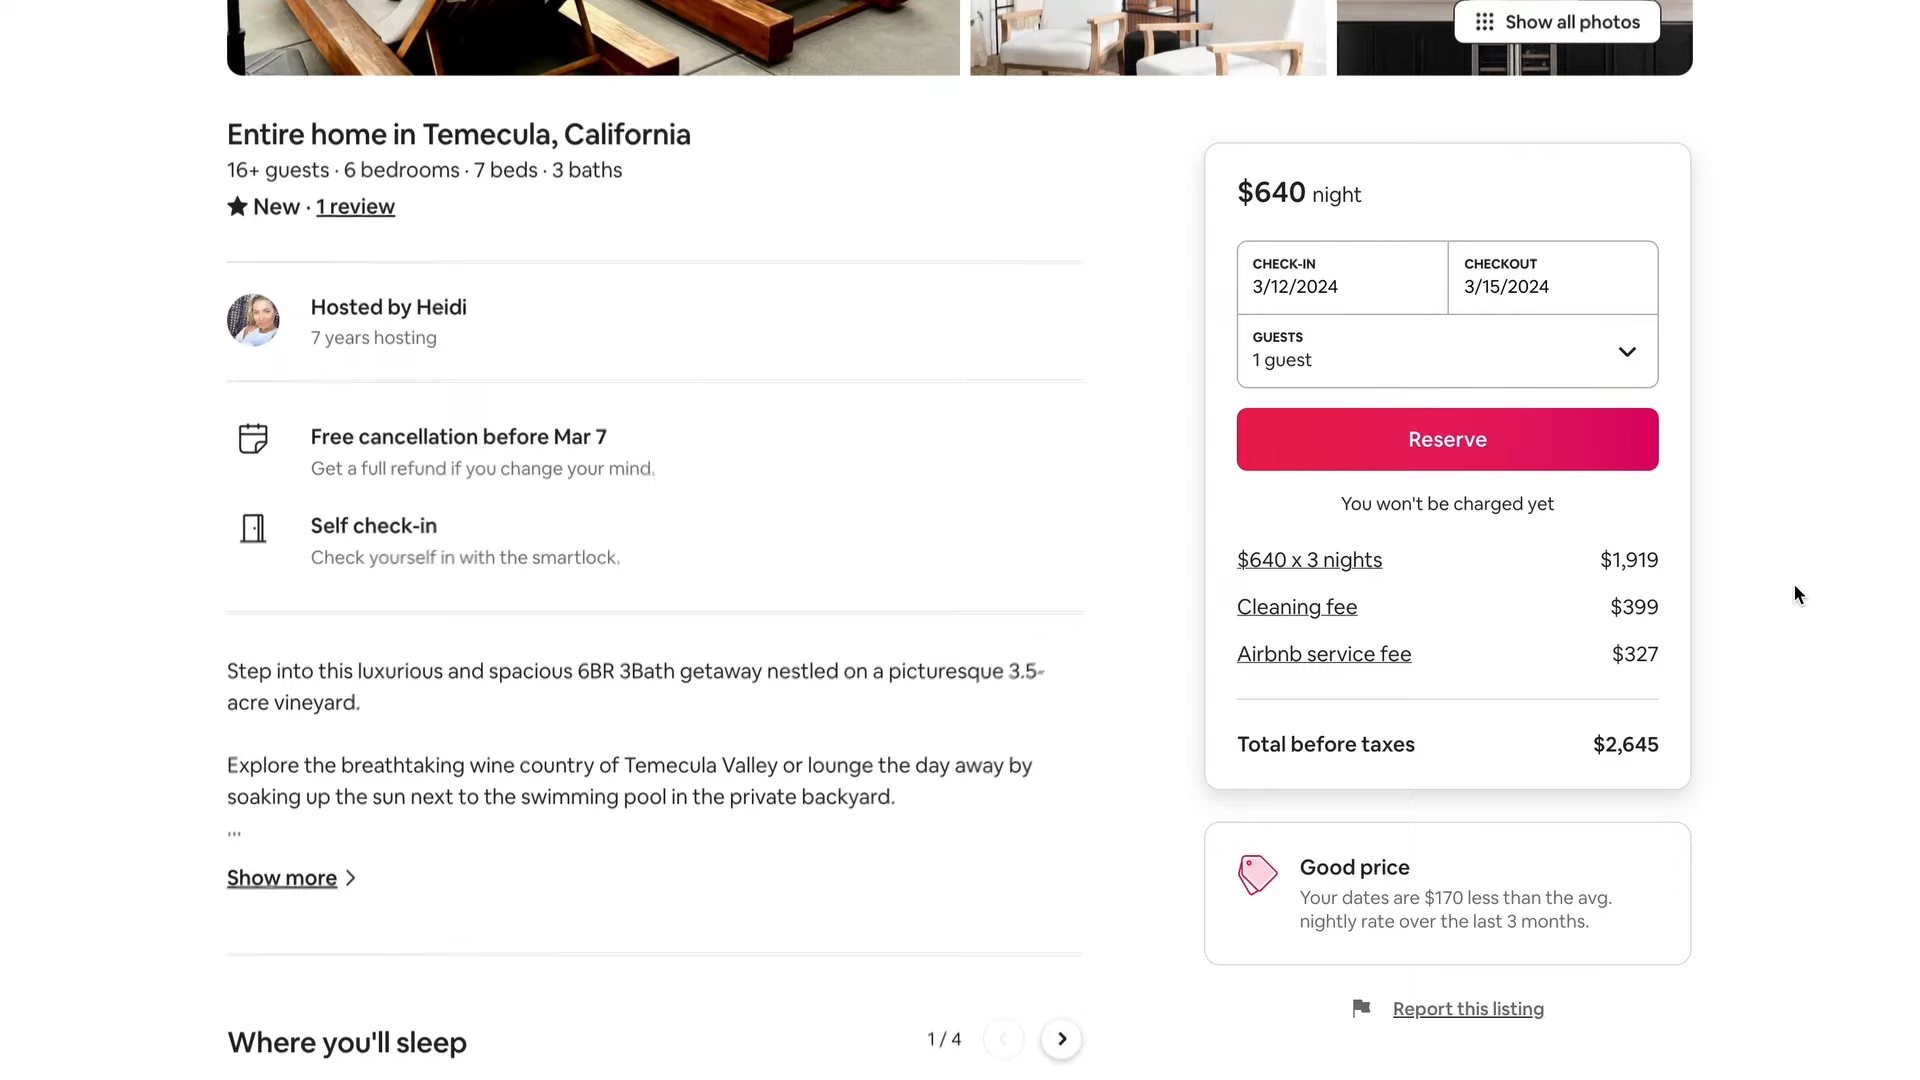 Show all photos
Entire home in Temecula, California
16+ guests · 6 bedrooms · 7 beds · 3 baths
New · 1 review
Hosted by Heidi
7 years hosting
Free cancellation before Mar 7
Get a full refund if you change your mind.
Self check-in
Check yourself in with the smartlock.
Step into this luxurious and spacious 6BR 3Bath getaway nestled on a picturesque 3.5-
acre vineyard.
Explore the breathtaking wine country of Temecula Valley or lounge the day away by
soaking up the sun next to the swimming pool in the private backyard.
...
Show more
Where you'll sleep
1 / 4
$640 night
CHECK-IN
3/12/2024
CHECKOUT
3/15/2024
GUESTS
1 guest
Reserve
You won't be charged yet
$640 x 3 nights $1,919
Cleaning fee $399
Airbnb service fee $327
Total before taxes $2,645
Good price
Your dates are $170 less than the avg.
nightly rate over the last 3 months.
Report this listing